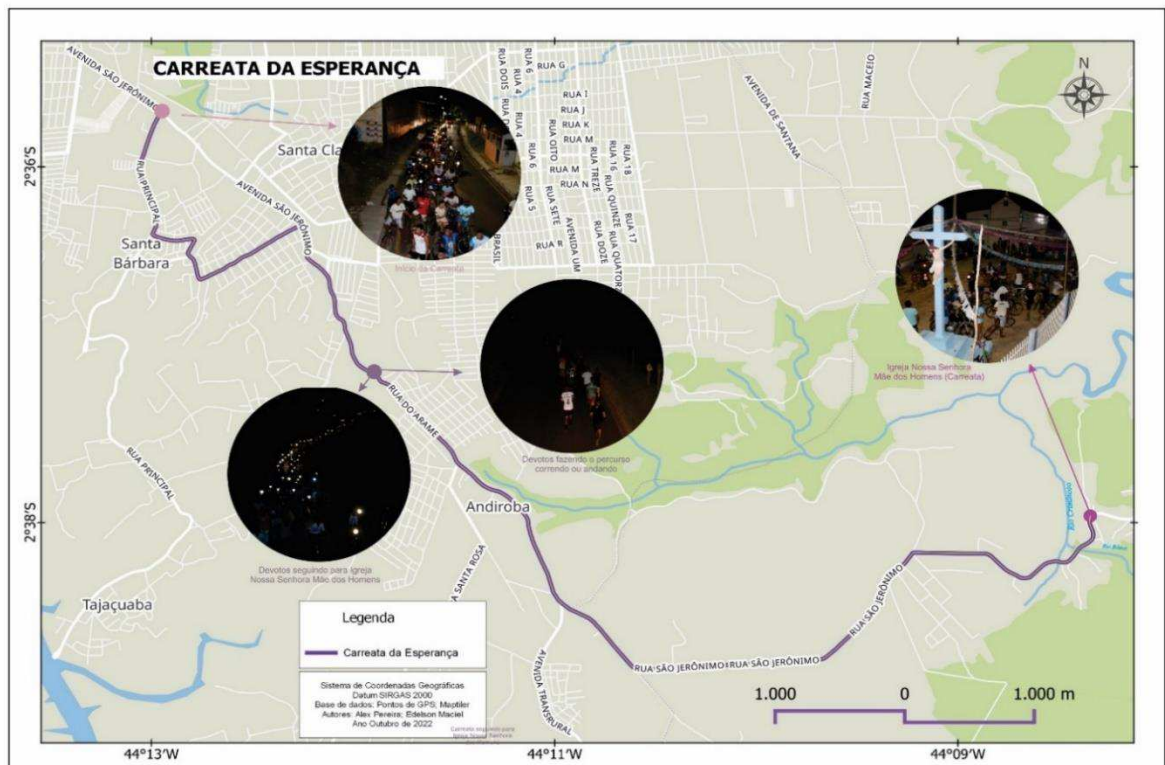 CARREATA DA ESPERANÇA
N
AVENIDA SÃO JERÔNIMO
RUA PRINCIPAL
Santa
Bárbara
Santa Cla
AVENIDA SÃO JERÔNIMO
RUA DOIS
RUA 4
RUA 6
RUA G
RUA I
RUA J
RUA K
RUA M
RUA 4
RUA 6
RUA 5
RUA OITO
RUA M
RUA N
RUA SETE
RUA TREZE
RUA 16
RUA 18
RUA QUINZE
RUA 17
RUA R
AVENIDA UM
RUA DOZE
RUA QUATORZ
BRASIL
AVENIDA DE SANTANA
RUA MACEIO
Início da Carreata
Igreja Nossa Senhora
Mãe dos Homens (Carreata)
RUA DO ARAME
Devotos fazendo o percurso
correndo ou andando
Andiroba
Devotos seguindo para Igreja
Nossa Senhora Mãe dos Homens
RUA PRINCIPAL
A SANTA ROSA
Tajaçuaba
AVENIDA TRANSRURAL
RUA SÃO JERÔNIMO
RUA SÃO JERÔNIMO
RUA SÃO JERÔNIMO
Legenda
Carreata da Esperança
Sistema de Coordenadas Geográficas
Datum SIRGAS 2000
Base de dados: Pontos de GPS; Maptiler
Autores: Alex Pereira; Edelson Maciel
Ano Outubro de 2022
1.000 0 1.000 m
2°36'S
2°38'S
44°13'W 44°11'W 44°09'W